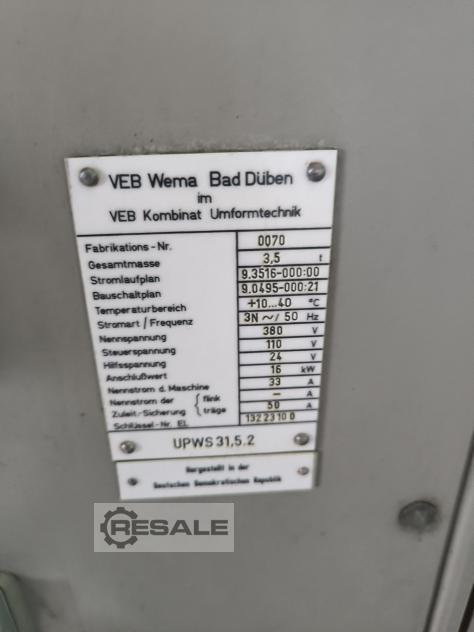 VEB Wema Bad Düben
im
VEB Kombinat Umformtechnik
Fabrikations-Nr. 0070
Gesamtmasse 3,5 t
Stromlaufplan 9.3516-000:00
Bauschaltplan 9.0495-000:21
Temperaturbereich +10...40 °C
Stromart / Frequenz 3N ~/ 50 Hz
Nennspannung 380 V
Steuerspannung 110 V
Hilfsspannung 24 V
Anschlußwert 16 kW
Nennstrom d. Maschine 33 A
Nennstrom der { flink – A
Zuleit.-Sicherung träge 50 A
Schlüssel-Nr. EL 132 23 10 0
UPWS 31,5.2
Hergestellt in der
Deutschen Demokratischen Republik
RESALE